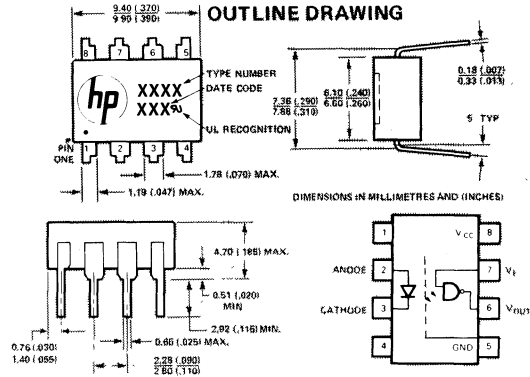 OUTLINE DRAWING
9.40 (.370)
9.90 (.390)
8 7 6 5
hp
XXXX
XXX
TYPE NUMBER
DATE CODE
UL RECOGNITION
PIN
ONE
1 2 3 4
1.78 (.070) MAX.
1.19 (.047) MAX.
7.36 (.290)
7.88 (.310)
6.10 (.240)
6.60 (.260)
0.18 (.007)
0.33 (.013)
5 TYP
DIMENSIONS IN MILLIMETRES AND (INCHES)
4.70 (.185) MAX.
0.51 (.020)
MIN
2.92 (.115) MIN.
0.76 (.030)
1.40 (.055)
0.65 (.025) MAX.
2.28 (.090)
2.80 (.110)
1 VCC 8
ANODE 2 7
CATHODE 3 6 VOUT
4 GND 5